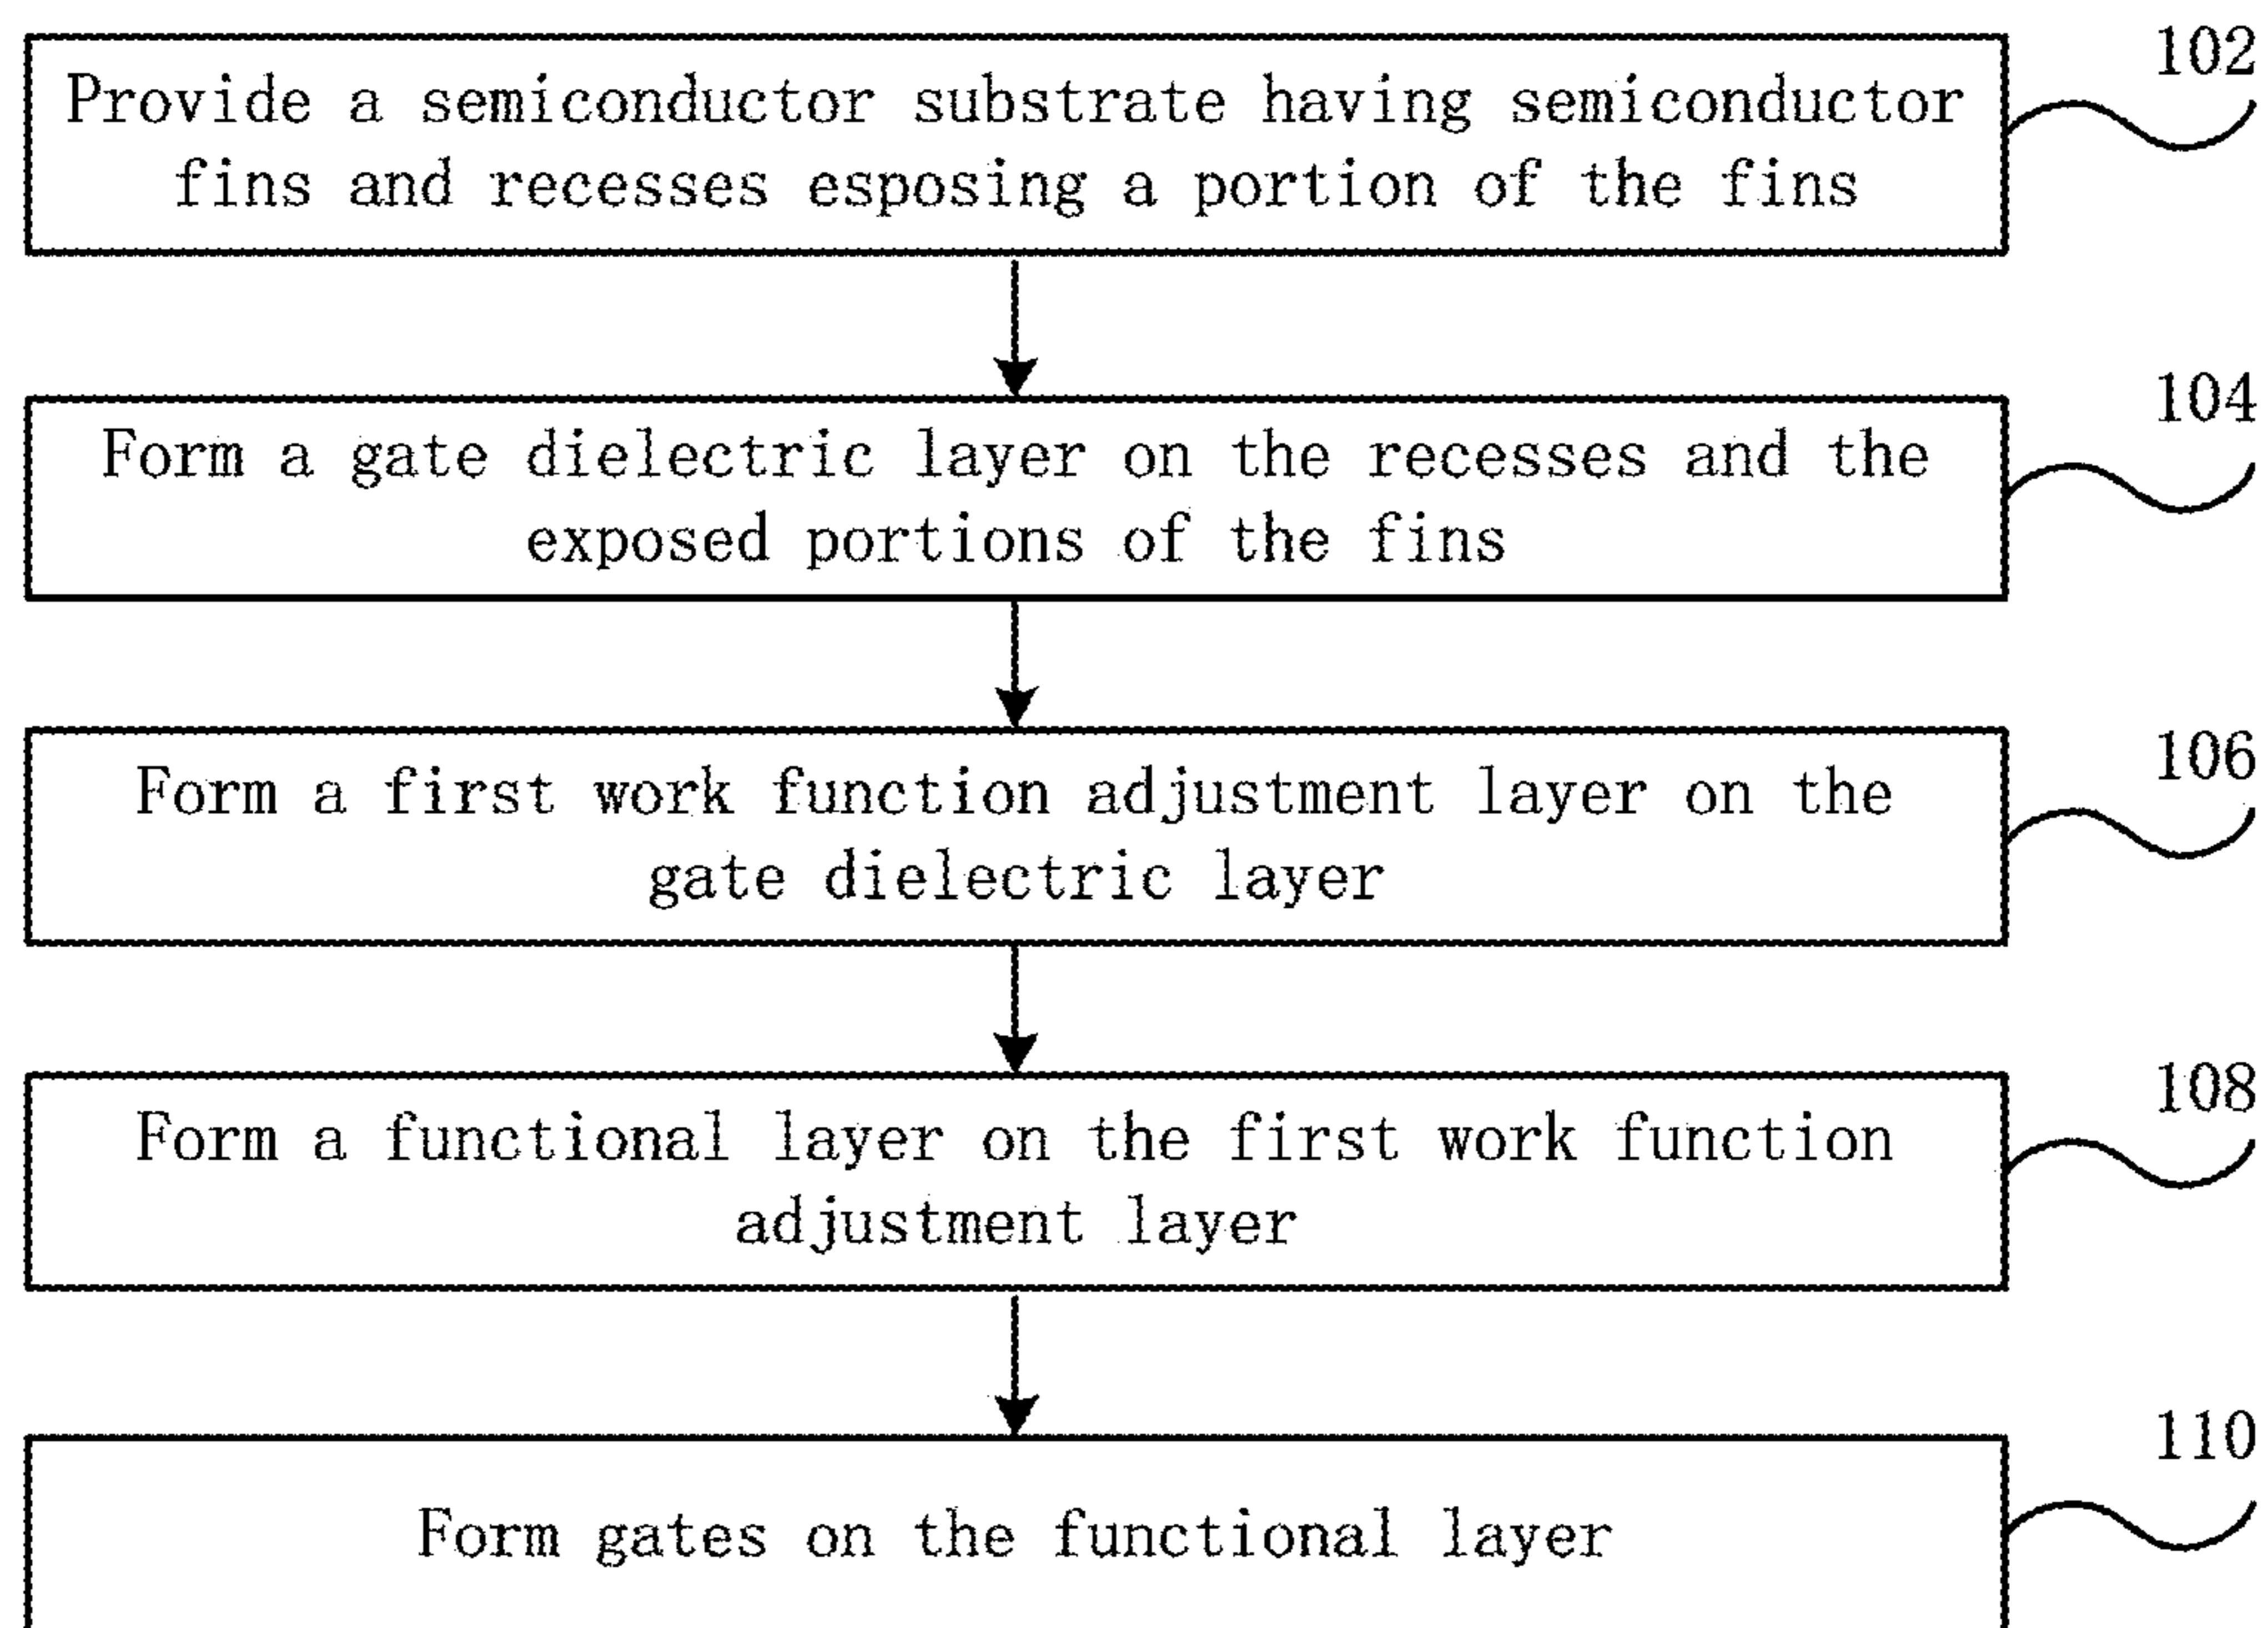 102
Provide a semiconductor substrate having semiconductor
fins and recesses esposing a portion of the fins
104
Form a gate dielectric layer on the recesses and the
exposed portions of the fins
106
Form a first work function adjustment layer on the
gate dielectric layer
108
Form a functional layer on the first work function
adjustment layer
110
Form gates on the functional layer